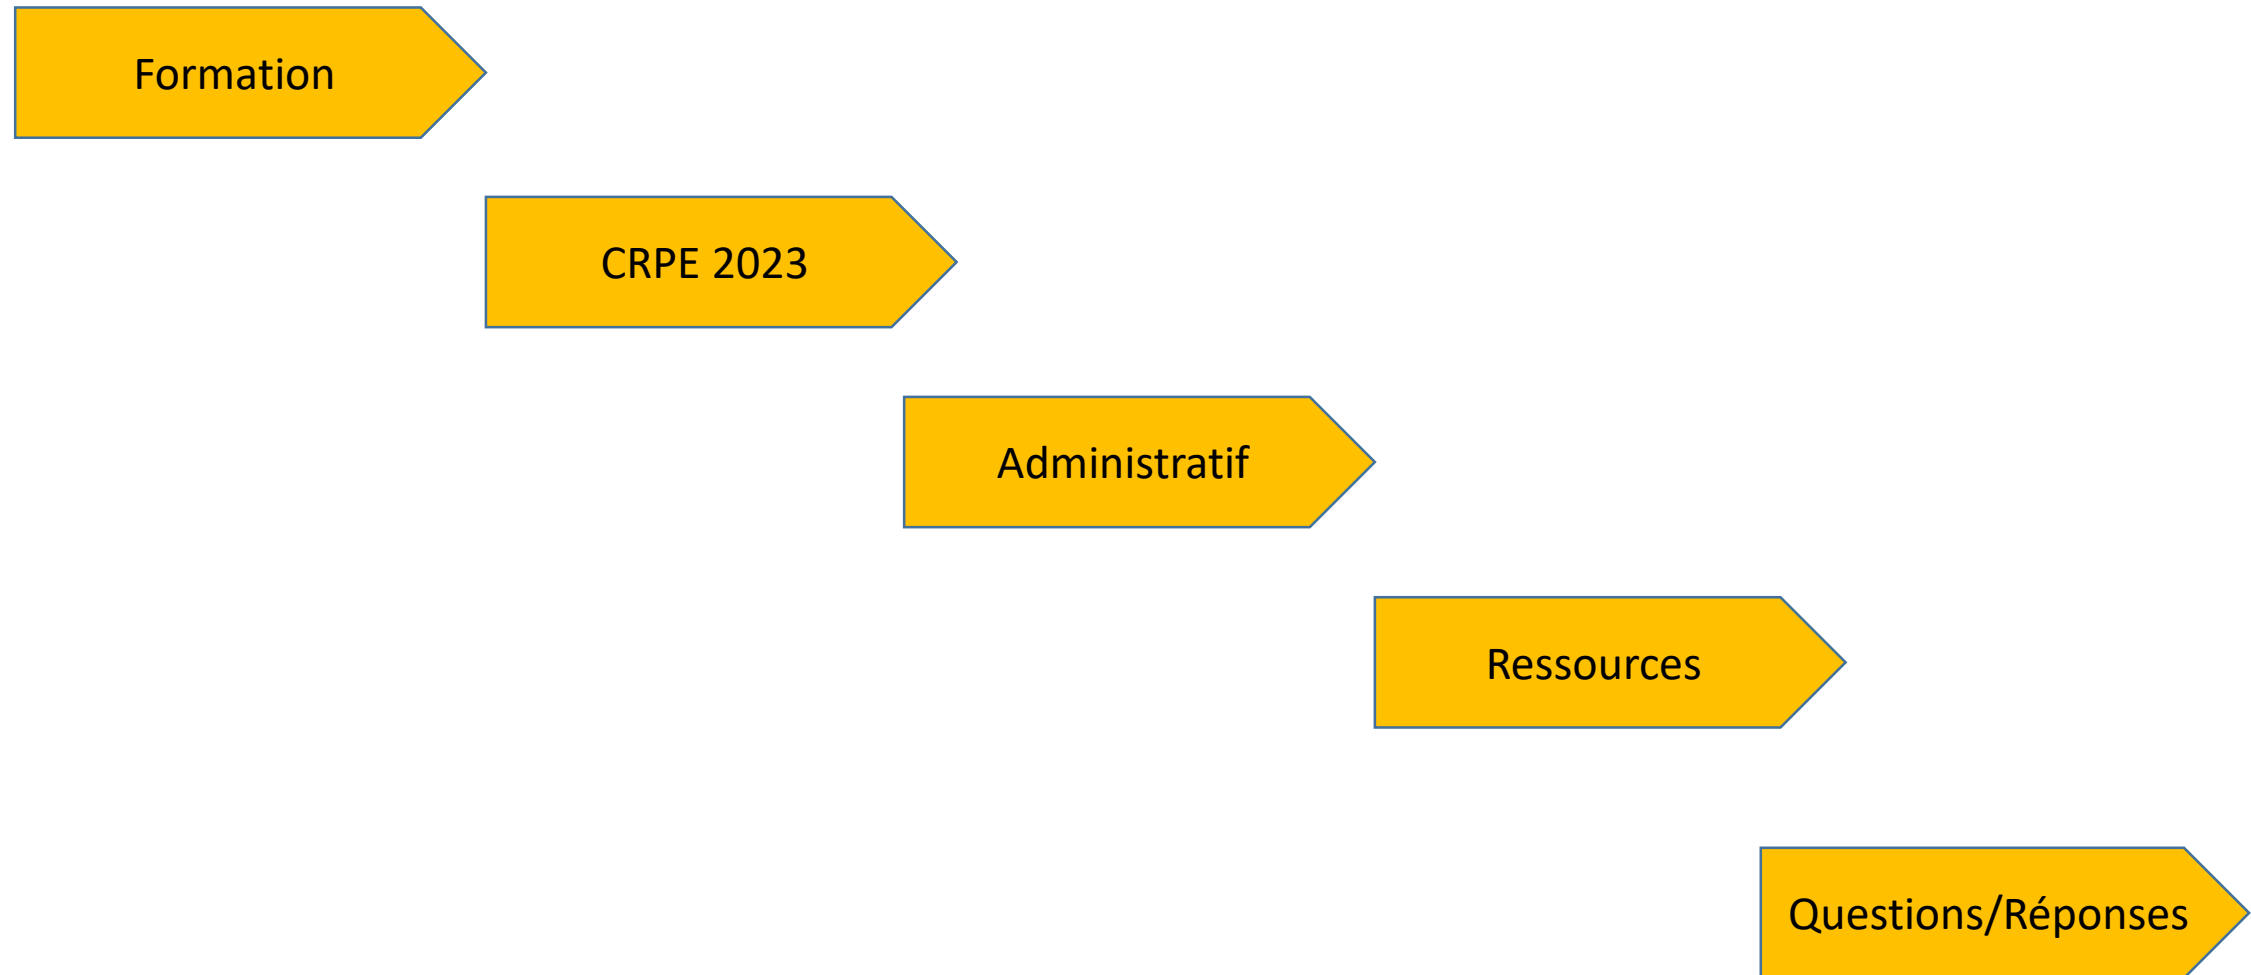 Formation
CRPE 2023
Administratif
Ressources
Questions/Réponses